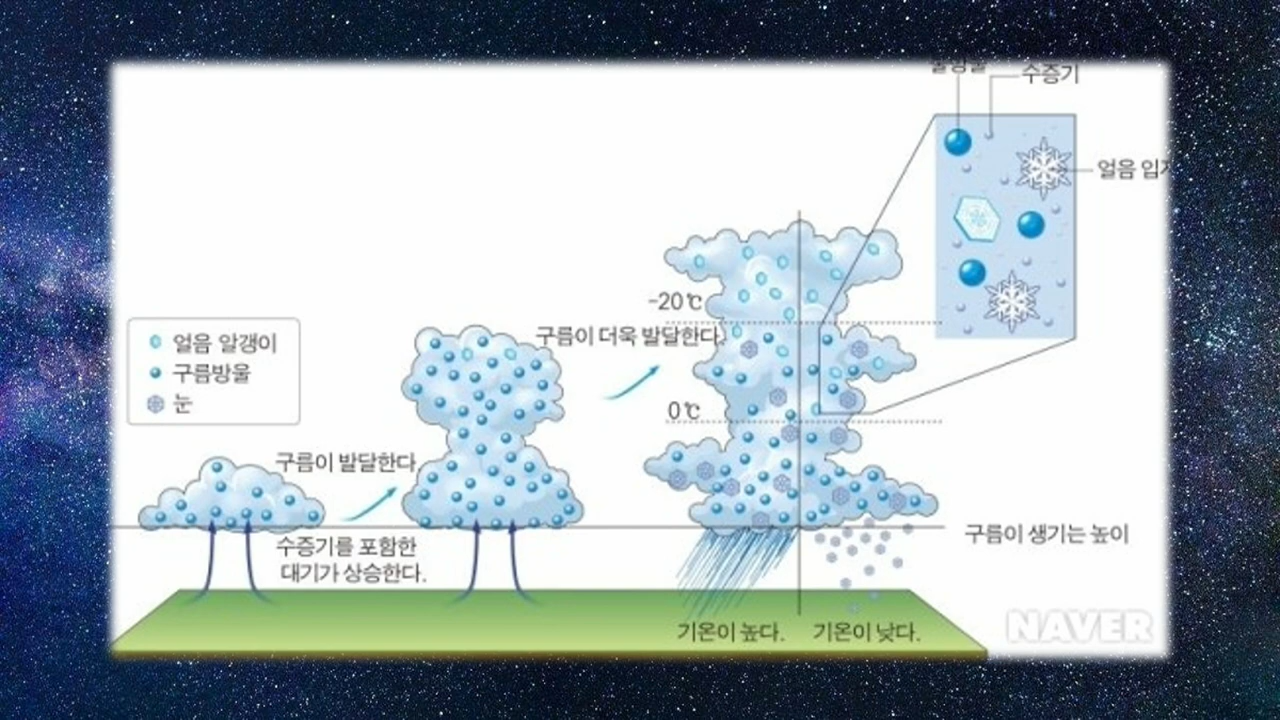 수증기
얼음
-20℃
구름이 더욱 발달한다.
얼음 알갱이
구름방울
눈
0℃
구름이 발달한다
구름이 생기는 높이
수증기를 포함한
대기가 상승한다.
기온이 높다.
기온이 낮다.
NAVER